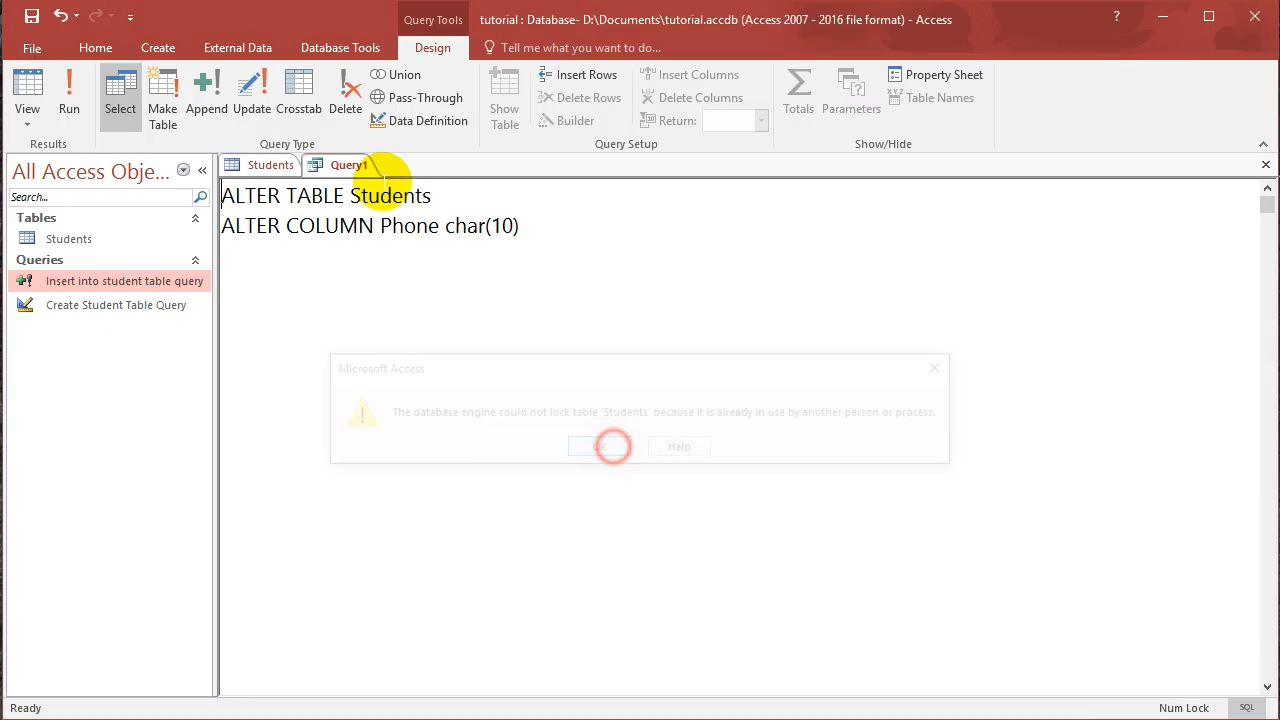 Query Tools
tutorial : Database- D:\Documents\tutorial.accdb (Access 2007 - 2016 file format) - Access
?
File
Home
Create
External Data
Database Tools
Design
Tell me what you want to do...
View
Run
Select
Make Table
Append
Update
Crosstab
Delete
Union
Pass-Through
Data Definition
Show Table
Insert Rows
Delete Rows
Builder
Insert Columns
Delete Columns
Return:
Totals
Parameters
Property Sheet
Table Names
Results
Query Type
Query Setup
Show/Hide
All Access Obje...
Search...
Tables
Students
Queries
Insert into student table query
Create Student Table Query
Students
Query1
ALTER TABLE Students
ALTER COLUMN Phone char(10)
Microsoft Access
The database engine could not lock table 'Students' because it is already in use by another person or process.
Help
Ready
Num Lock
SQL